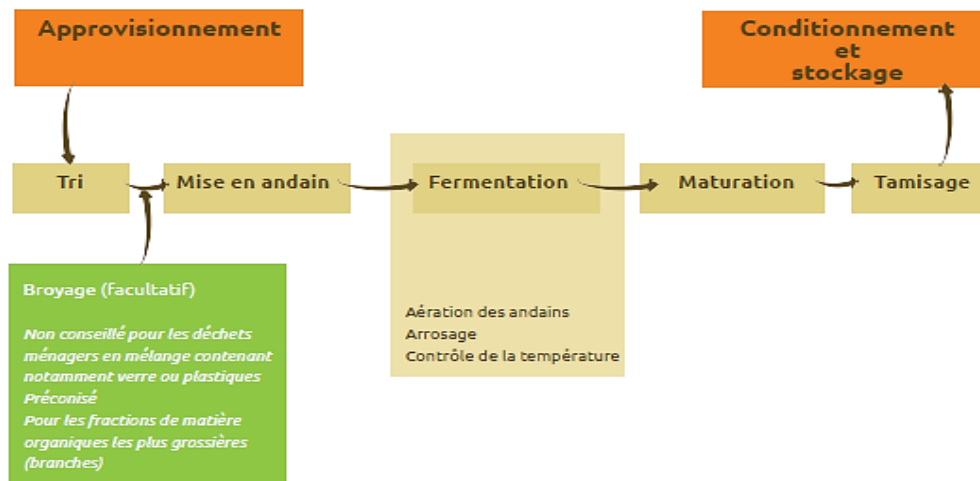 Approvisionnement
Conditionnement
et
stockage
Tri
Mise en andain
Fermentation
Maturation
Tamisage
Broyage (facultatif)
Non conseillé pour les déchets
ménagers en mélange contenant
notamment verre ou plastiques
Préconisé
Pour les fractions de matière
organiques les plus grossières
(branches)
Aération des andains
Arrosage
Contrôle de la température